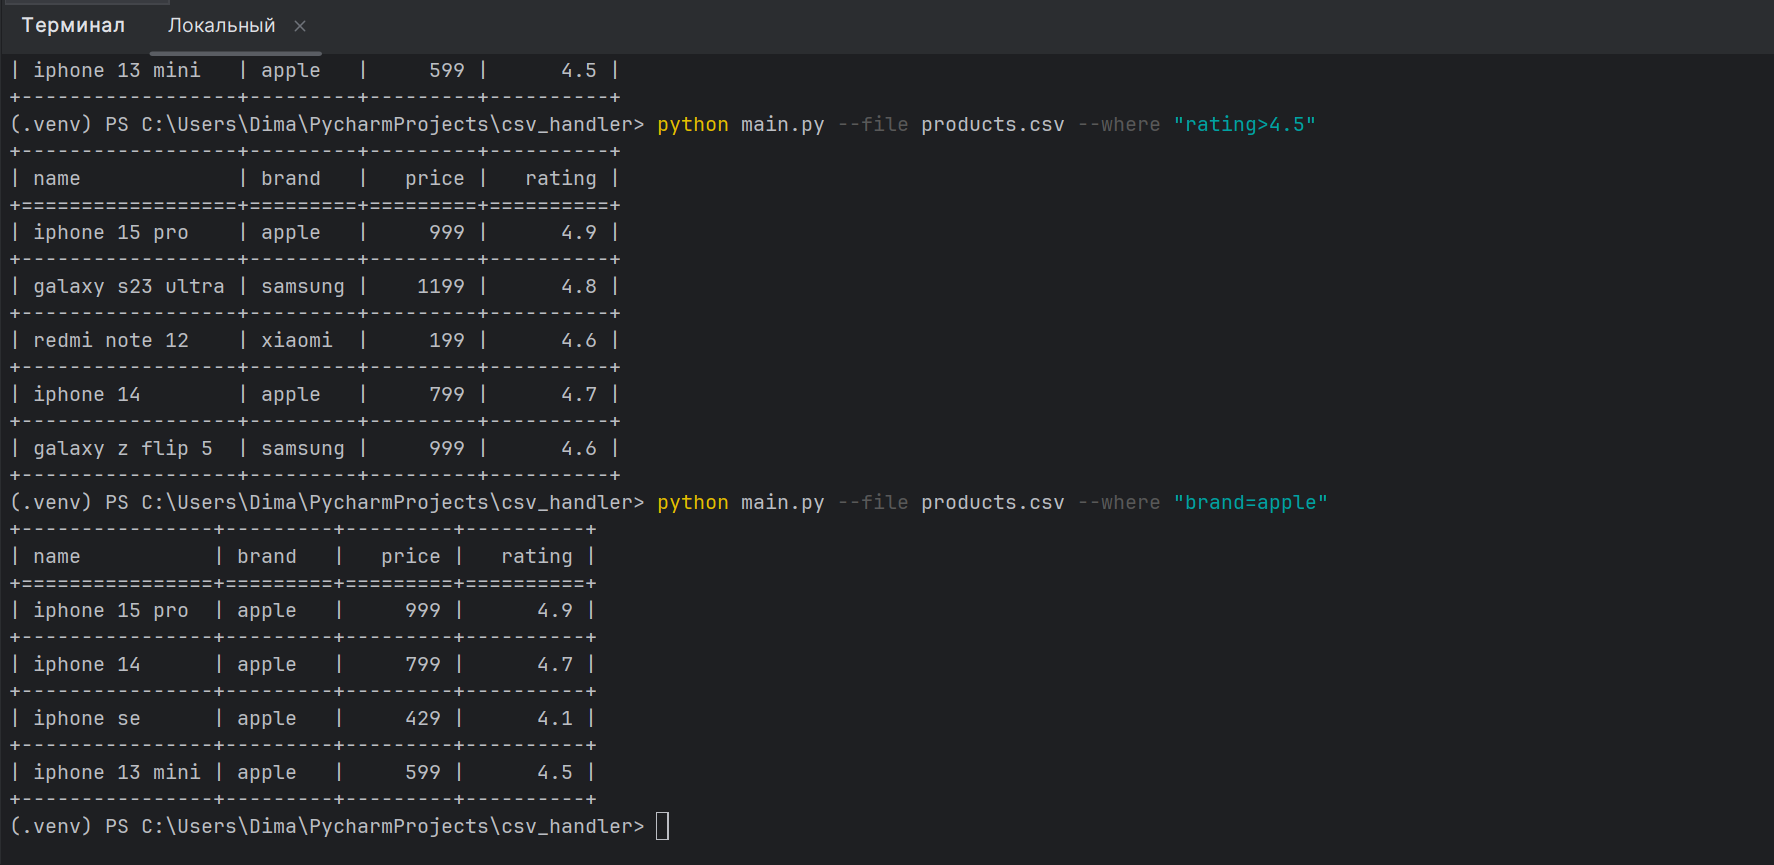 Терминал Локальный ×
| iphone 13 mini   | apple   |     599 |      4.5 |
+------------------+---------+---------+----------+
(.venv) PS C:\Users\Dima\PycharmProjects\csv_handler> python main.py --file products.csv --where "rating>4.5"
+------------------+---------+---------+----------+
| name             | brand   |   price |   rating |
+==================+=========+=========+==========+
| iphone 15 pro    | apple   |     999 |      4.9 |
+------------------+---------+---------+----------+
| galaxy s23 ultra | samsung |    1199 |      4.8 |
+------------------+---------+---------+----------+
| redmi note 12    | xiaomi  |     199 |      4.6 |
+------------------+---------+---------+----------+
| iphone 14        | apple   |     799 |      4.7 |
+------------------+---------+---------+----------+
| galaxy z flip 5  | samsung |     999 |      4.6 |
+------------------+---------+---------+----------+
(.venv) PS C:\Users\Dima\PycharmProjects\csv_handler> python main.py --file products.csv --where "brand=apple"
+----------------+---------+---------+----------+
| name           | brand   |   price |   rating |
+================+=========+=========+==========+
| iphone 15 pro  | apple   |     999 |      4.9 |
+----------------+---------+---------+----------+
| iphone 14      | apple   |     799 |      4.7 |
+----------------+---------+---------+----------+
| iphone se      | apple   |     429 |      4.1 |
+----------------+---------+---------+----------+
| iphone 13 mini | apple   |     599 |      4.5 |
+----------------+---------+---------+----------+
(.venv) PS C:\Users\Dima\PycharmProjects\csv_handler>